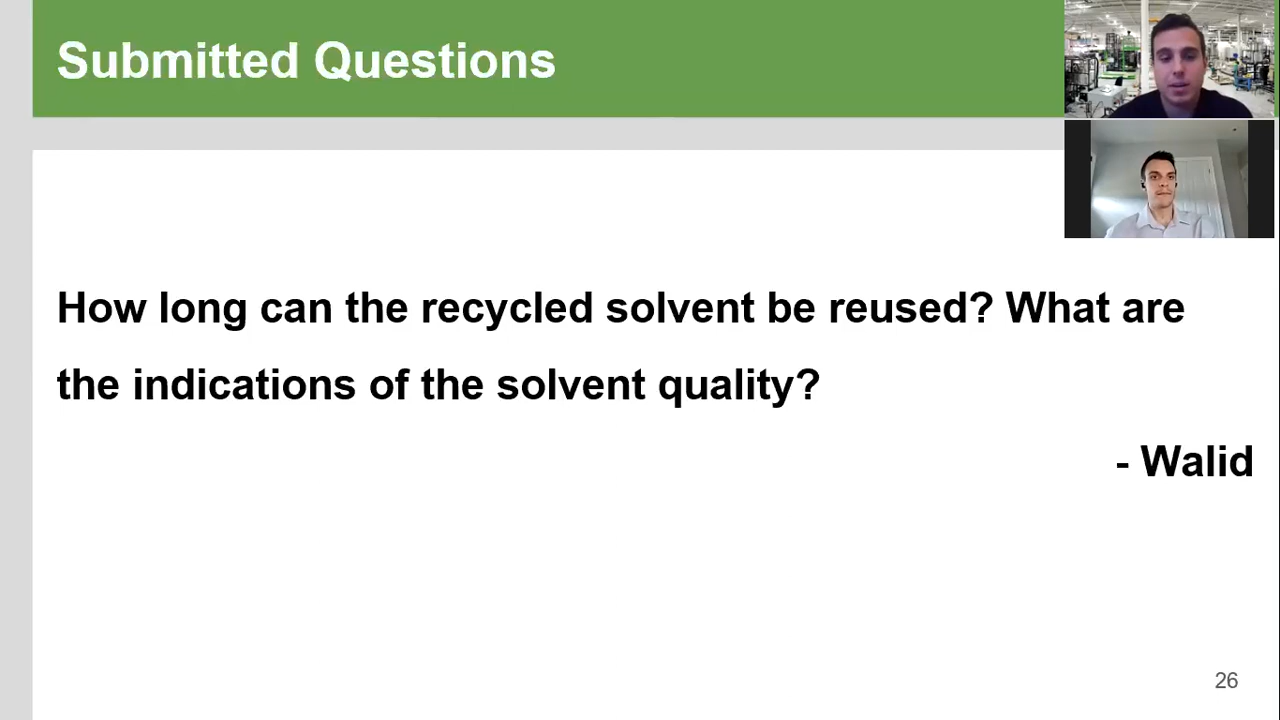 Submitted Questions
How long can the recycled solvent be reused? What are
the indications of the solvent quality?
- Walid
26